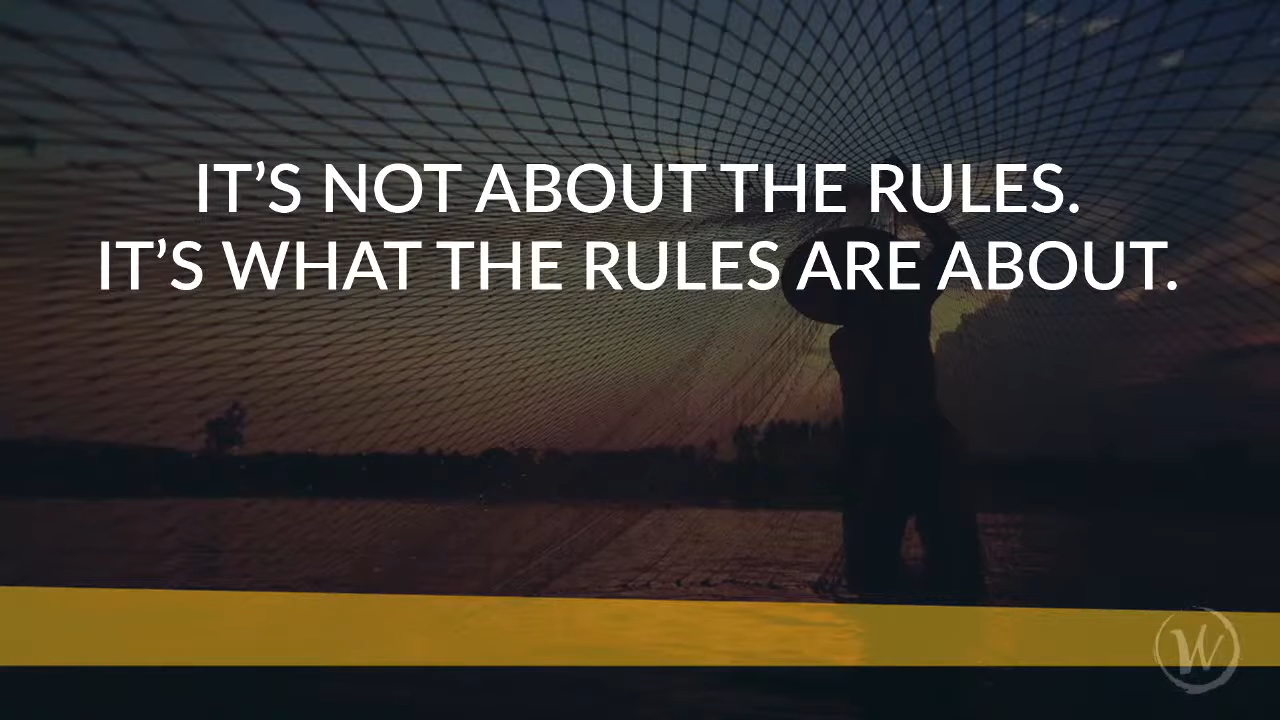 IT’S NOT ABOUT THE RULES.
IT’S WHAT THE RULES ARE ABOUT.
W